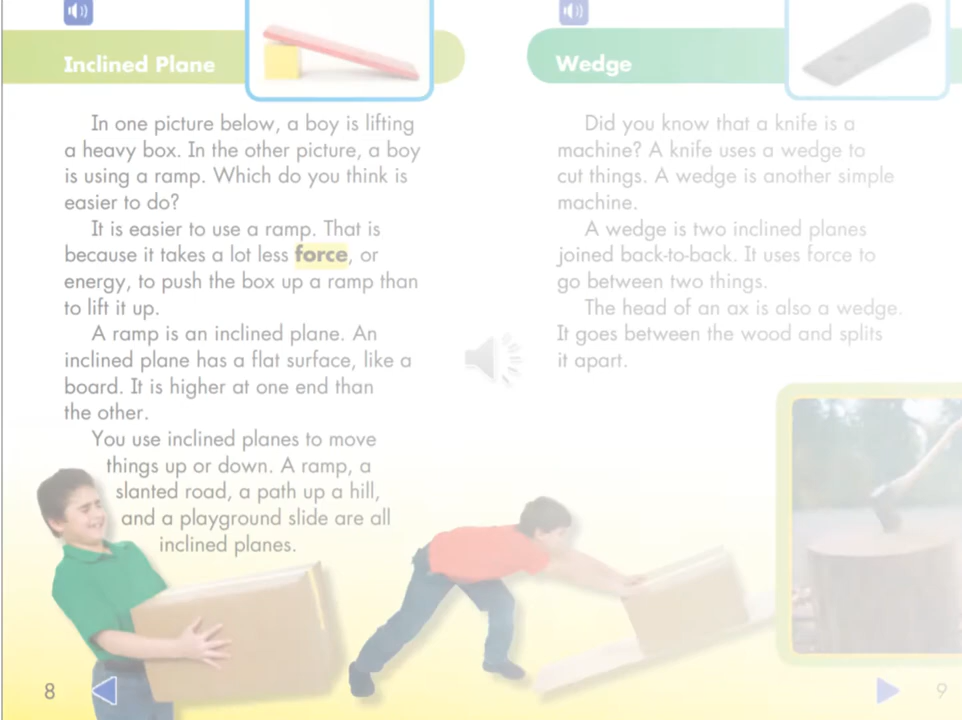 Inclined Plane
In one picture below, a boy is lifting
a heavy box. In the other picture, a boy
is using a ramp. Which do you think is
easier to do?
It is easier to use a ramp. That is
because it takes a lot less force, or
energy, to push the box up a ramp than
to lift it up.
A ramp is an inclined plane. An
inclined plane has a flat surface, like a
board. It is higher at one end than
the other.
You use inclined planes to move
things up or down. A ramp, a
slanted road, a path up a hill,
and a playground slide are all
inclined planes.
8
Wedge
Did you know that a knife is a
machine? A knife uses a wedge to
cut things. A wedge is another simple
machine.
A wedge is two inclined planes
joined back-to-back. It uses force to
go between two things.
The head of an ax is also a wedge.
It goes between the wood and splits
it apart.
9